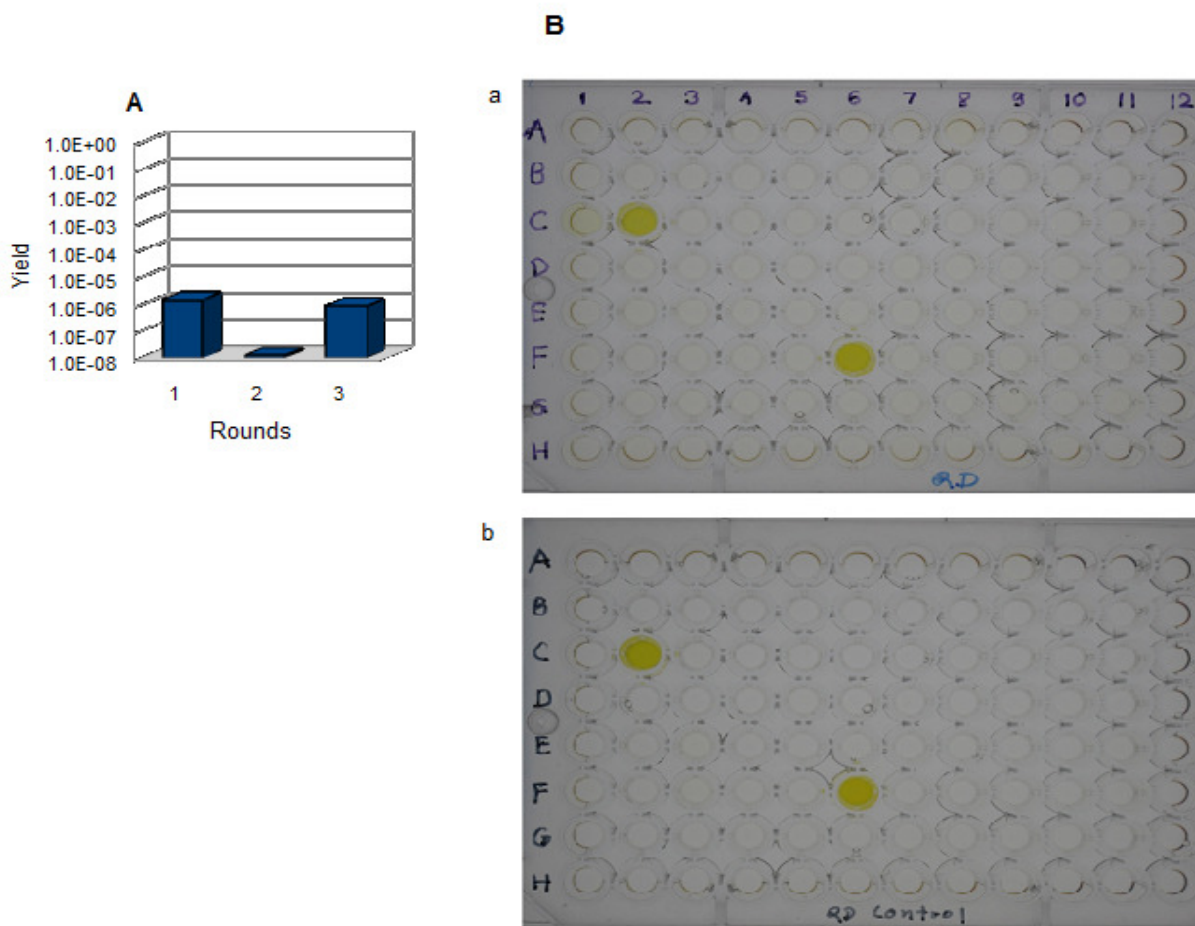 B
A
1.0E+00
1.0E-01
1.0E-02
1.0E-03
1.0E-04
1.0E-05
1.0E-06
1.0E-07
1.0E-08
Yield
1 2 3
Rounds
a
1 2 3 4 5 6 7 8 9 10 11 12
A
B
C
D
E
F
G
H
RD
b
A
B
C
D
E
F
G
H
RD Control